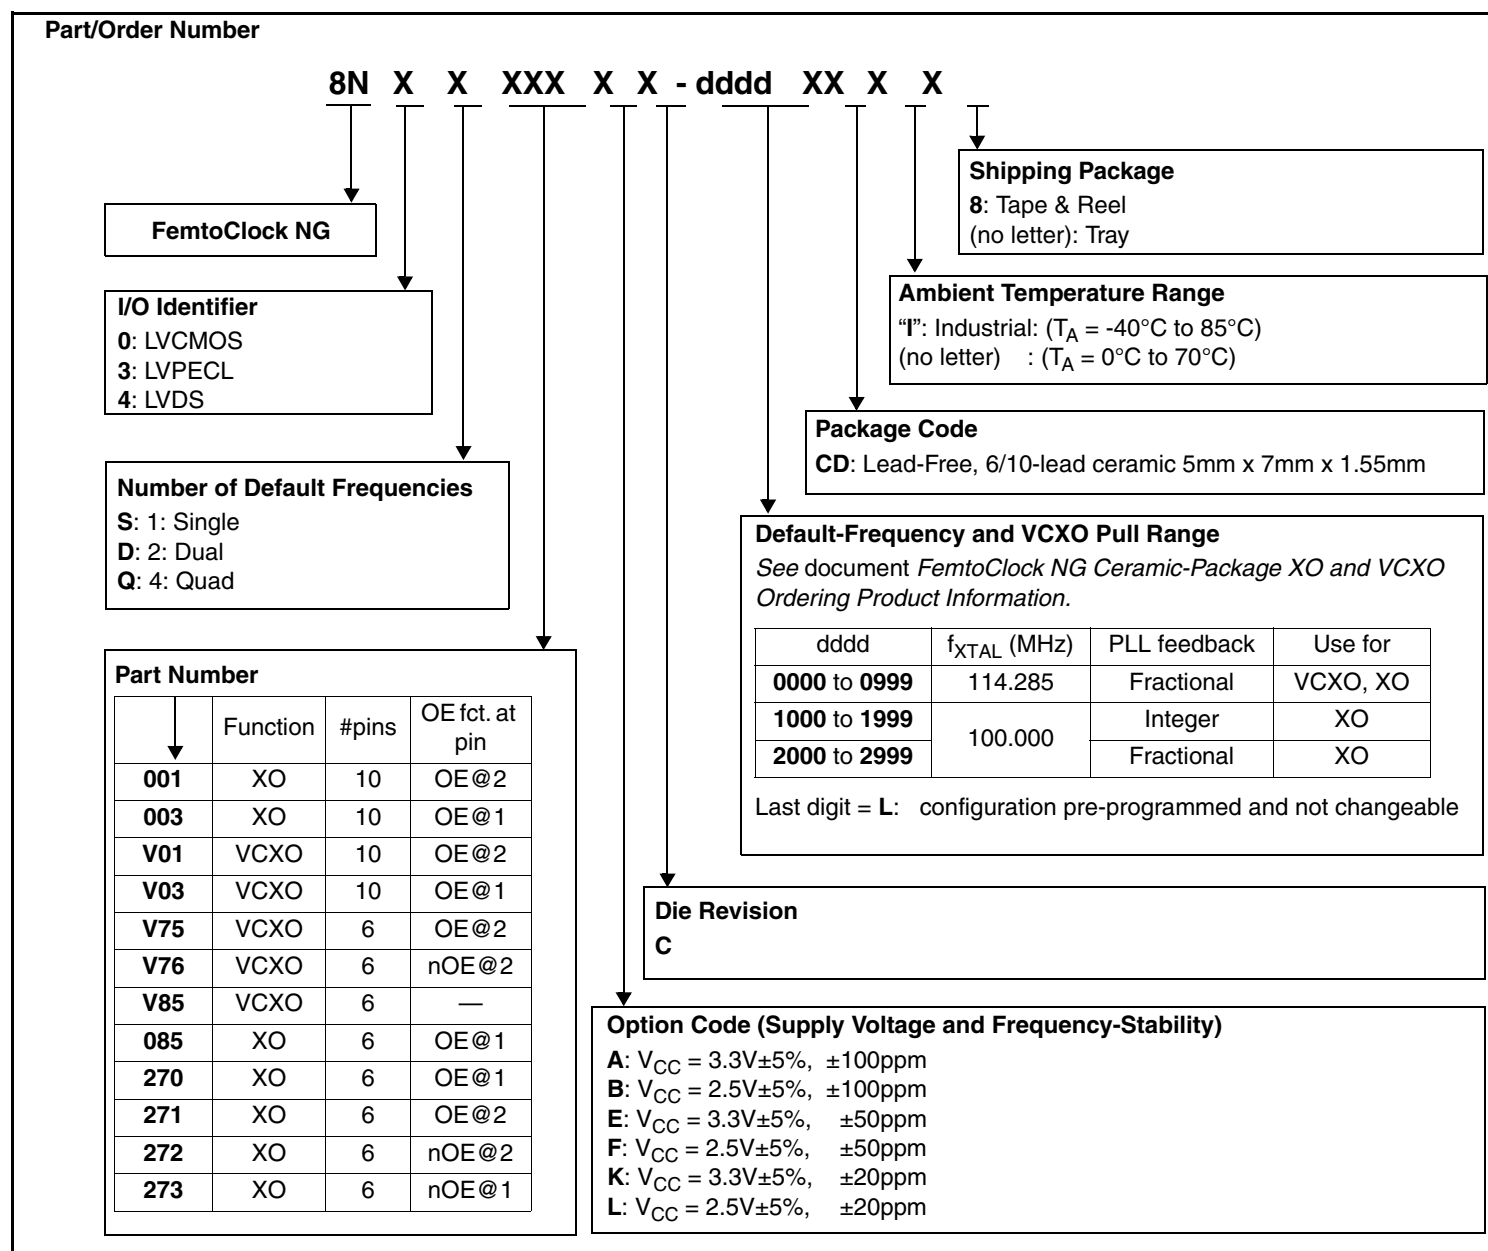 Part/Order Number
8N X X XXX X X - dddd XX X X
Shipping Package
8: Tape & Reel
(no letter): Tray
FemtoClock NG
Ambient Temperature Range
“I”: Industrial: (TA = -40°C to 85°C)
(no letter) : (TA = 0°C to 70°C)
I/O Identifier
0: LVCMOS
3: LVPECL
4: LVDS
Package Code
CD: Lead-Free, 6/10-lead ceramic 5mm x 7mm x 1.55mm
Number of Default Frequencies
S: 1: Single
D: 2: Dual
Q: 4: Quad
Default-Frequency and VCXO Pull Range
See document FemtoClock NG Ceramic-Package XO and VCXO
Ordering Product Information.
dddd fXTAL (MHz) PLL feedback Use for
0000 to 0999 114.285 Fractional VCXO, XO
1000 to 1999 100.000 Integer XO
2000 to 2999 Fractional XO
Last digit = L: configuration pre-programmed and not changeable
Part Number
Function #pins OE fct. at pin
001 XO 10 OE@2
003 XO 10 OE@1
V01 VCXO 10 OE@2
V03 VCXO 10 OE@1
V75 VCXO 6 OE@2
V76 VCXO 6 nOE@2
V85 VCXO 6 —
085 XO 6 OE@1
270 XO 6 OE@1
271 XO 6 OE@2
272 XO 6 nOE@2
273 XO 6 nOE@1
Die Revision
C
Option Code (Supply Voltage and Frequency-Stability)
A: VCC = 3.3V±5%, ±100ppm
B: VCC = 2.5V±5%, ±100ppm
E: VCC = 3.3V±5%, ±50ppm
F: VCC = 2.5V±5%, ±50ppm
K: VCC = 3.3V±5%, ±20ppm
L: VCC = 2.5V±5%, ±20ppm